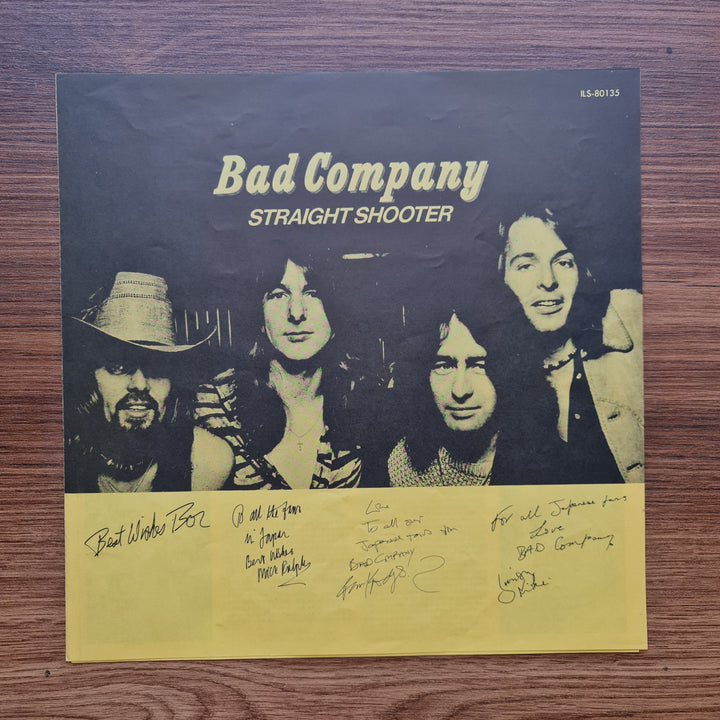 ILS-80135
Bad Company
STRAIGHT SHOOTER
Best Wishes Boz
To all the Fans
in Japan
Best Wishes
Mick Ralphs
Love
To all our
Japanese fans
BAD COMPANY
For all Japanese fans
Love
BAD Company